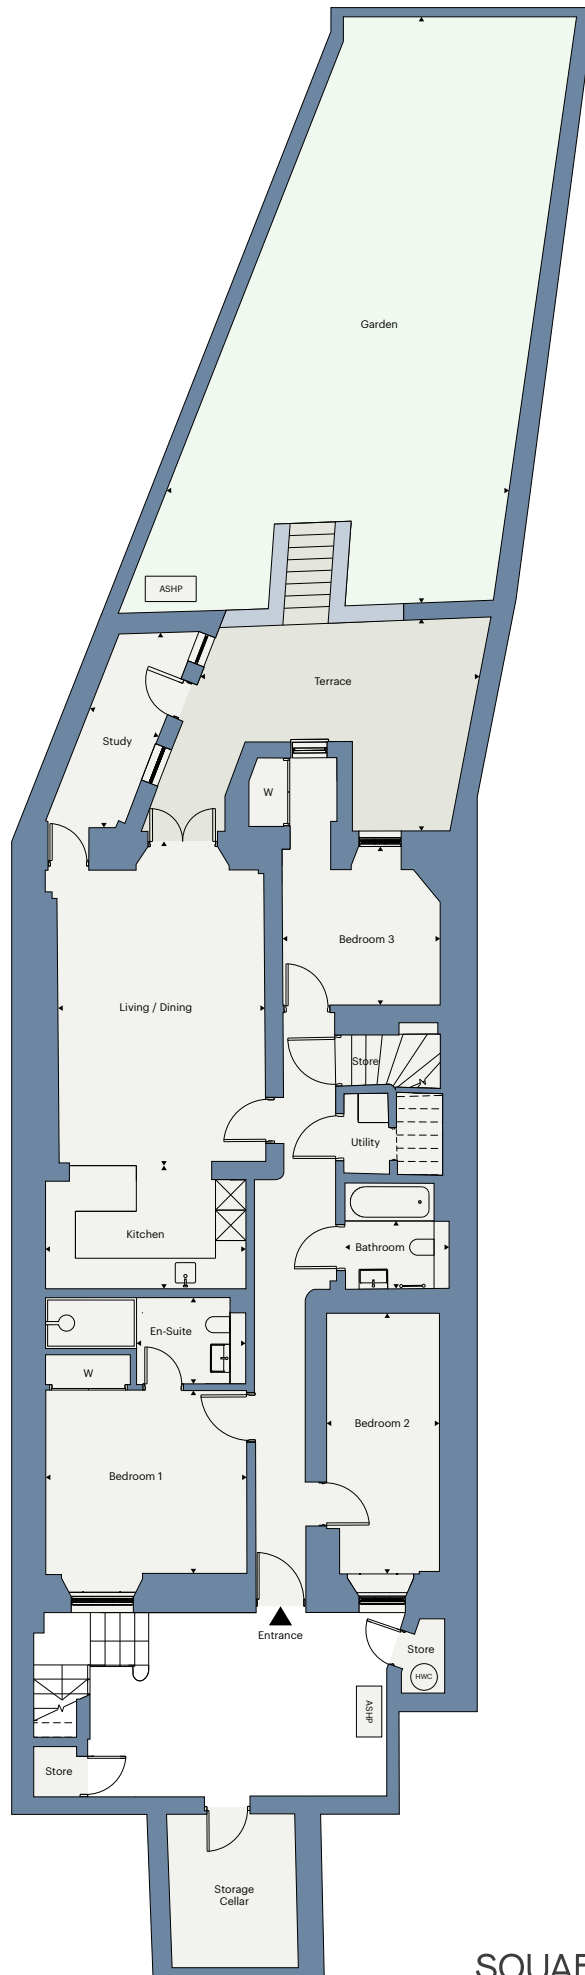 Garden
ASHP
Terrace
Study
W
Bedroom 3
Living / Dining
Store
Utility
Kitchen
Bathroom
En-Suite
W
Bedroom 2
Bedroom 1
Entrance
Store
HWC
ASHP
Store
Storage
Cellar